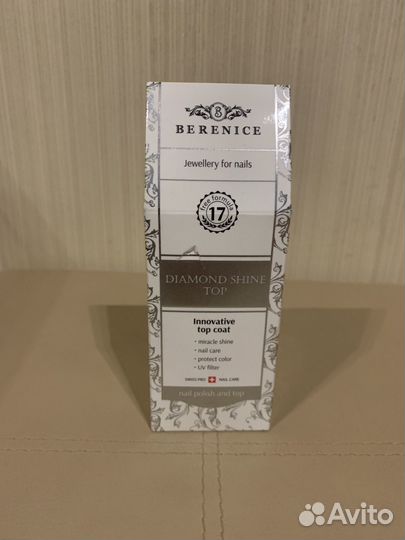 B
BERENICE
Jewellery for nails
free formula
17
DIAMOND SHINE
TOP
Innovative
top coat
• miracle shine
• nail care
• protect color
• UV filter
SWISS PRO NAIL CARE
nail polish and top
Avito